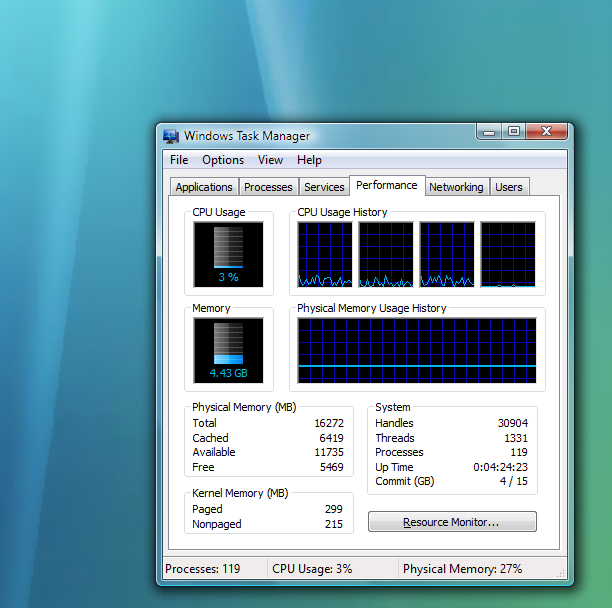 Windows Task Manager
File Options View Help
Applications Processes Services Performance Networking Users
CPU Usage CPU Usage History
3 %
Memory Physical Memory Usage History
4.43 GB
Physical Memory (MB)
Total 16272
Cached 6419
Available 11735
Free 5469
Kernel Memory (MB)
Paged 299
Nonpaged 215
System
Handles 30904
Threads 1331
Processes 119
Up Time 0:04:24:23
Commit (GB) 4 / 15
Resource Monitor...
Processes: 119 CPU Usage: 3% Physical Memory: 27%